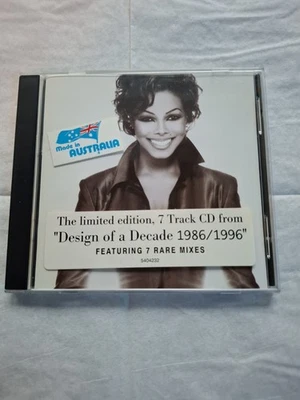 Made in
AUSTRALIA
The limited edition, 7 Track CD from
"Design of a Decade 1986/1996"
FEATURING 7 RARE MIXES
5404232